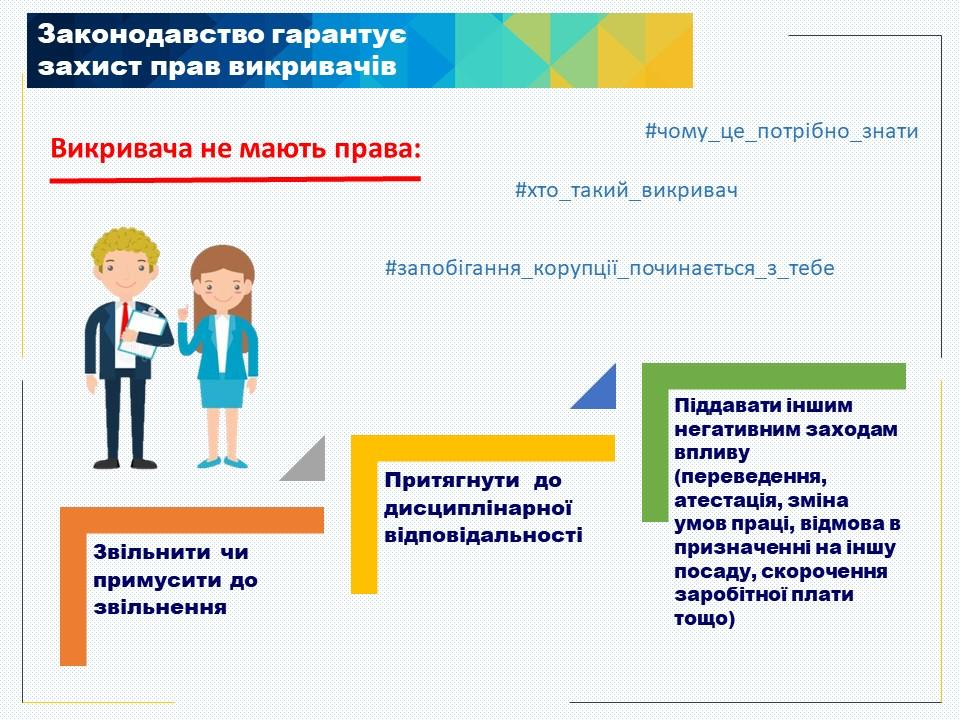 Законодавство гарантує
захист прав викривачів
Викривача не мають права:
#чому_це_потрібно_знати
#хто_такий_викривач
#запобігання_корупції_починається_з_тебе
Звільнити чи
примусити до
звільнення
Притягнути до
дисциплінарної
відповідальності
Піддавати іншим
негативним заходам
впливу
(переведення,
атестація, зміна
умов праці, відмова в
призначенні на іншу
посаду, скорочення
заробітної плати
тощо)